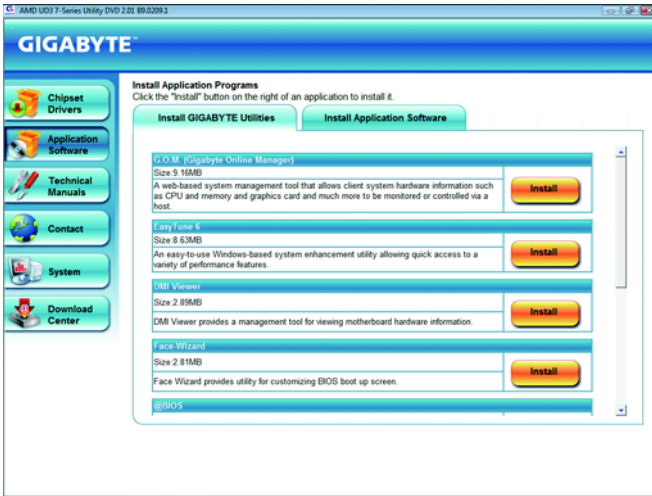 AMD UD3 7-Series Utility DVD 2.01 B9.0209.1
GIGABYTE™
Chipset
Drivers
Application
Software
Technical
Manuals
Contact
System
Download
Center
Install Application Programs
Click the "Install" button on the right of an application to install it.
Install GIGABYTE Utilities
Install Application Software
G.O.M. (Gigabyte Online Manager)
Size:9.16MB
A web-based system management tool that allows client system hardware information such
as CPU and memory and graphics card and much more to be monitored or controlled via a
host.
Install
EasyTune 6
Size:8.63MB
An easy-to-use Windows-based system enhancement utility allowing quick access to a
variety of performance features.
Install
DMI Viewer
Size:2.89MB
DMI Viewer provides a management tool for viewing motherboard hardware information.
Install
Face-Wizard
Size:2.81MB
Face Wizard provides utility for customizing BIOS boot up screen.
Install
@BIOS